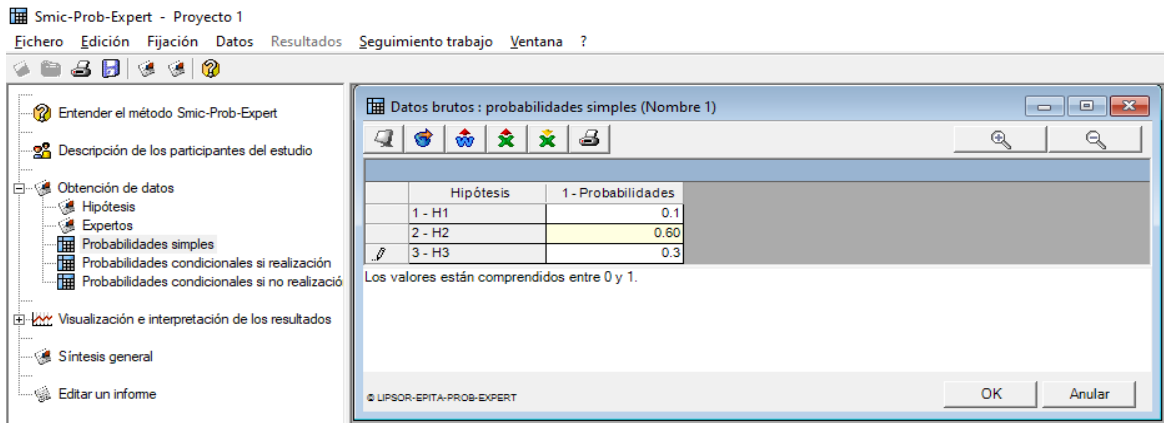 Smic-Prob-Expert - Proyecto 1
Fichero Edición Fijación Datos Resultados Seguimiento trabajo Ventana ?
Entender el método Smic-Prob-Expert
Descripción de los participantes del estudio
Obtención de datos
Hipótesis
Expertos
Probabilidades simples
Probabilidades condicionales si realización
Probabilidades condicionales si no realizació
Visualización e interpretación de los resultados
Síntesis general
Editar un informe
Datos brutos : probabilidades simples (Nombre 1)
Hipótesis 1 - Probabilidades
1 - H1 0.1
2 - H2 0.60
3 - H3 0.3
Los valores están comprendidos entre 0 y 1.
© LIPSOR-EPITA-PROB-EXPERT
OK Anular